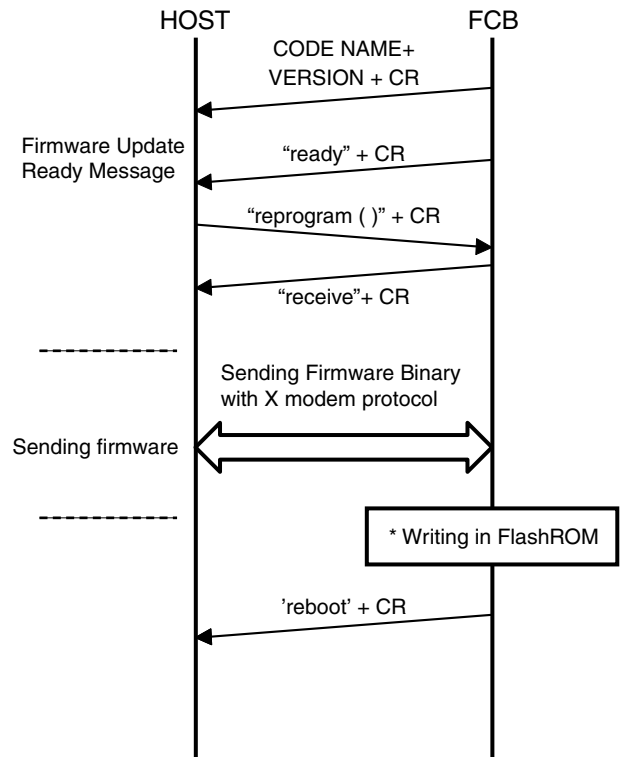 HOST FCB
CODE NAME+
VERSION + CR
Firmware Update
Ready Message
“ready” + CR
“reprogram ( )” + CR
“receive”+ CR
Sending Firmware Binary
with X modem protocol
Sending firmware
* Writing in FlashROM
’reboot’ + CR